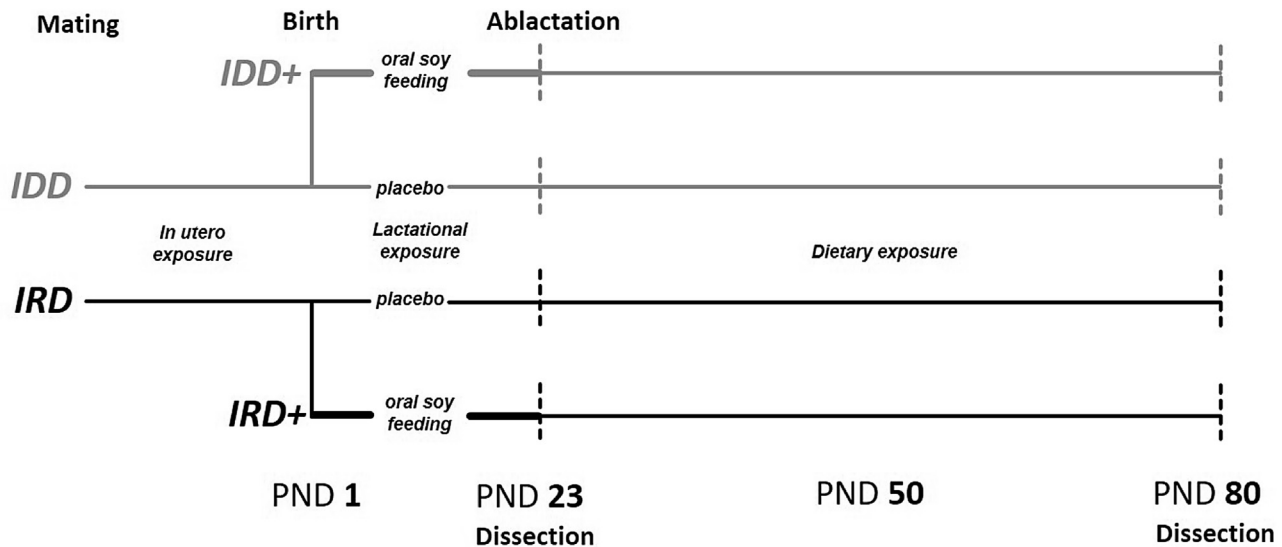 Mating
Birth
Ablactation
IDD+
oral soy
feeding
IDD
placebo
In utero
exposure
Lactational
exposure
Dietary exposure
IRD
placebo
IRD+
oral soy
feeding
PND 1
PND 23
Dissection
PND 50
PND 80
Dissection